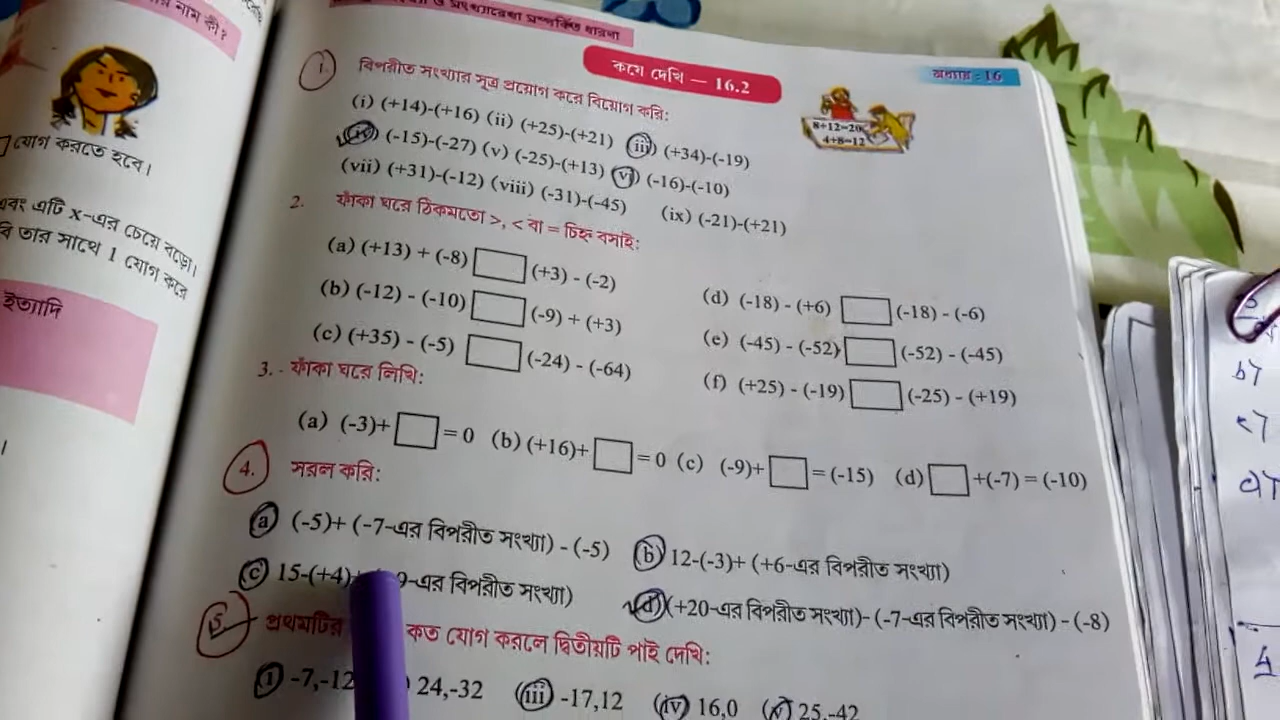 নাম কী?
যোগ করতে হবে।
এবং এটি x-এর চেয়ে বড়ো।
তার সাথে 1 যোগ করে
ইত্যাদি
কষে দেখি — 16.2
অধ্যায় : 16
8+12=20
4+8=12
1. বিপরীত সংখ্যার সূত্র প্রয়োগ করে বিয়োগ করি:
(i) (+14)-(+16) (ii) (+25)-(+21) (iii) (+34)-(-19)
(iv) (-15)-(-27) (v) (-25)-(+13) (vi) (-16)-(-10)
(vii) (+31)-(-12) (viii) (-31)-(-45) (ix) (-21)-(+21)
2. ফাঁকা ঘরে ঠিকমতো >, < বা = চিহ্ন বসাই:
(a) (+13) + (-8) □ (+3) - (-2)
(b) (-12) - (-10) □ (-9) + (+3)
(c) (+35) - (-5) □ (-24) - (-64)
(d) (-18) - (+6) □ (-18) - (-6)
(e) (-45) - (-52) □ (-52) - (-45)
(f) (+25) - (-19) □ (-25) - (+19)
3. ফাঁকা ঘরে লিখি:
(a) (-3)+ □ = 0 (b) (+16)+ □ = 0 (c) (-9)+ □ = (-15) (d) □ +(-7) = (-10)
4. সরল করি:
(a) (-5)+ (-7-এর বিপরীত সংখ্যা) - (-5) (b) 12-(-3)+ (+6-এর বিপরীত সংখ্যা)
(c) 15-(+4) 9-এর বিপরীত সংখ্যা) (d) (+20-এর বিপরীত সংখ্যা)- (-7-এর বিপরীত সংখ্যা) - (-8)
5. প্রথমটির কত যোগ করলে দ্বিতীয়টি পাই দেখি:
(i) -7,-12 ) 24,-32 (iii) -17,12 (iv) 16,0 (v) 25,-42
b)
c)
d)